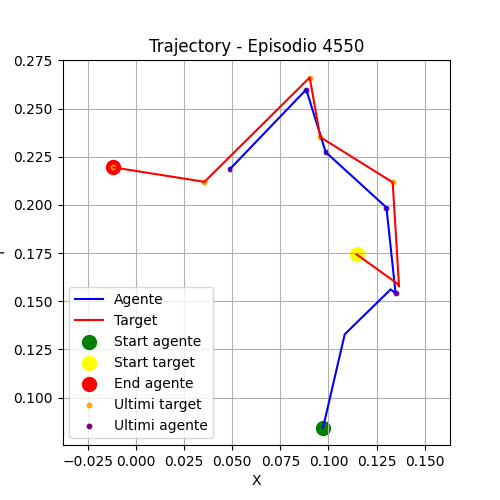 Trajectory - Episodio 4550
0.275
0.250
0.225
0.200
0.175
0.150
0.125
0.100
Agente
Target
Start agente
Start target
End agente
Ultimi target
Ultimi agente
−0.025 0.000 0.025 0.050 0.075 0.100 0.125 0.150
X